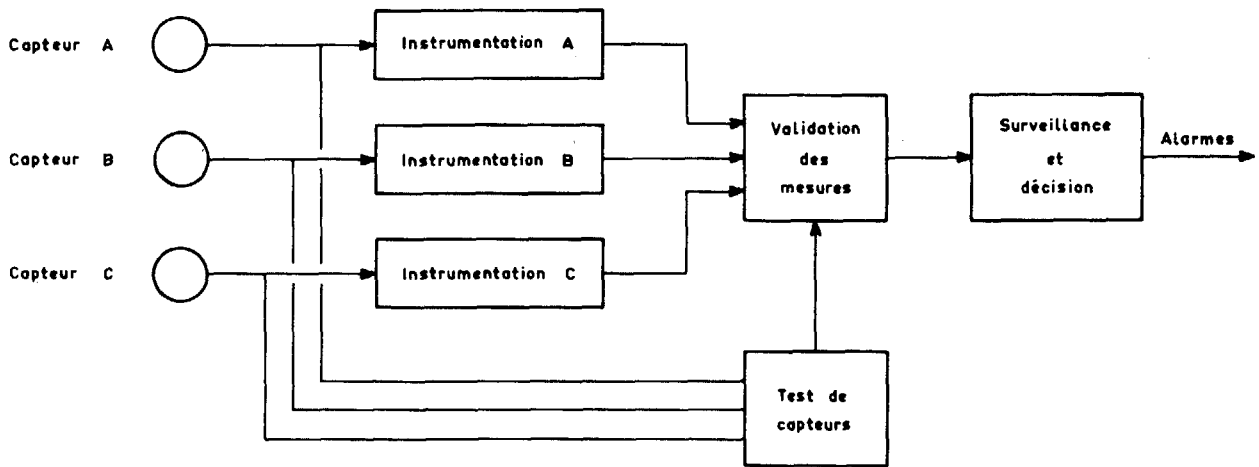 Capteur A
Instrumentation A
Capteur B
Instrumentation B
Capteur C
Instrumentation C
Validation
des
mesures
Surveillance
et
décision
Alarmes
Test de
capteurs